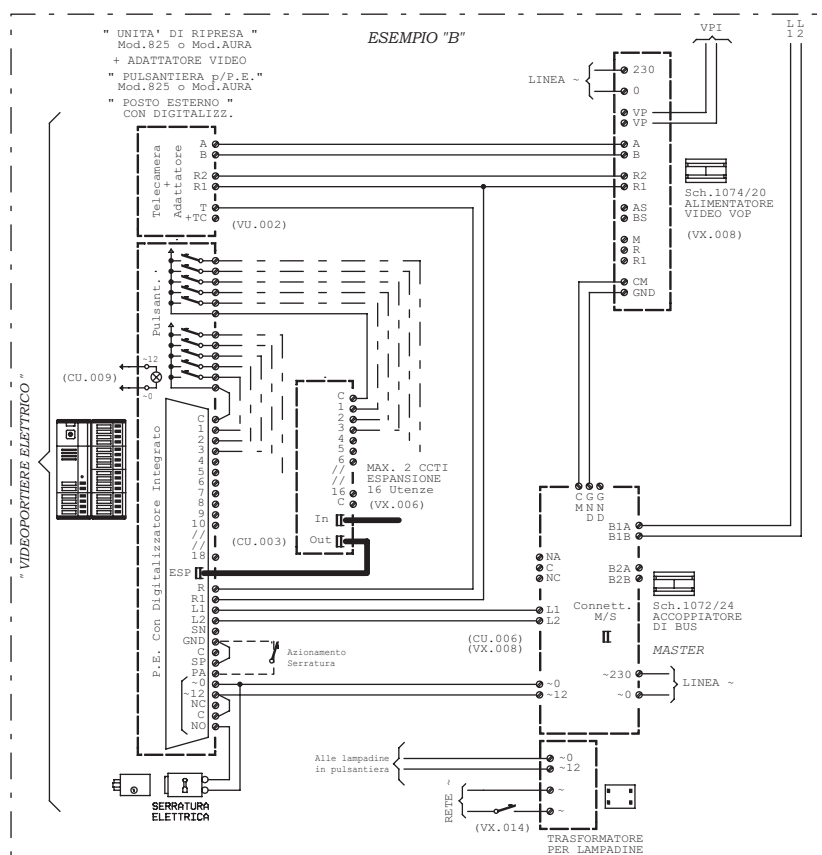 " UNITA' DI RIPRESA "
Mod.825 o Mod.AURA
+ ADATTATORE VIDEO
" PULSANTIERA p/P.E."
Mod.825 o Mod.AURA
" POSTO ESTERNO "
CON DIGITALIZZ.
ESEMPIO "B"
VPI
L L
1 2
LINEA ~
230
0
VP
VP
A
B
R2
R1
AS
BS
M
R
R1
CM
GND
Sch.1074/20
ALIMENTATORE
VIDEO VOP
(VX.008)
Telecamera
+
Adattatore
A
B
R2
R1
T
+TC
(VU.002)
Pulsant.
~12
~0
(CU.009)
" VIDEOPORTIERE ELETTRICO "
P.E. Con Digitalizzatore Integrato
C
1
2
3
4
5
6
7
8
9
10
//
//
18
ESP
R
R1
L1
L2
SN
GND
C
SP
PA
~0
~12
NC
C
NO
C
1
2
3
4
5
6
//
//
16
C
In
Out
MAX. 2 CCTI
ESPANSIONE
16 Utenze
(VX.006)
(CU.003)
Azionamento
Serratura
SERRATURA
ELETTRICA
CM
GND
GND
B1A
B1B
NA
C
NC
B2A
B2B
L1
L2
Connett.
M/S
Sch.1072/24
ACCOPPIATORE
DI BUS
(CU.006)
(VX.008)
MASTER
~230
~0
LINEA ~
~0
~12
Alle lampadine
in pulsantiera
~0
~12
~
~
RETE ~
(VX.014)
TRASFORMATORE
PER LAMPADINE